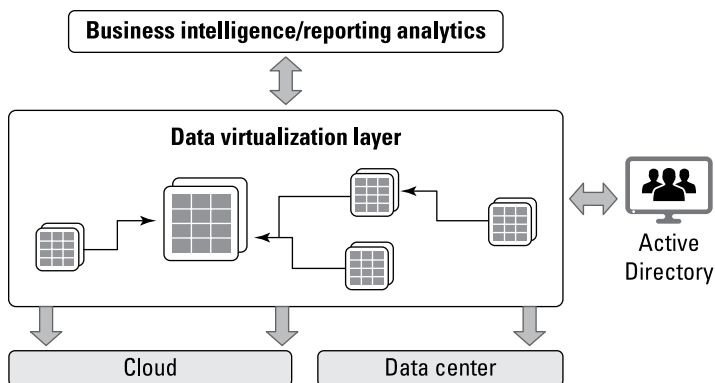 Business intelligence/reporting analytics
Data virtualization layer
Active
Directory
Cloud
Data center